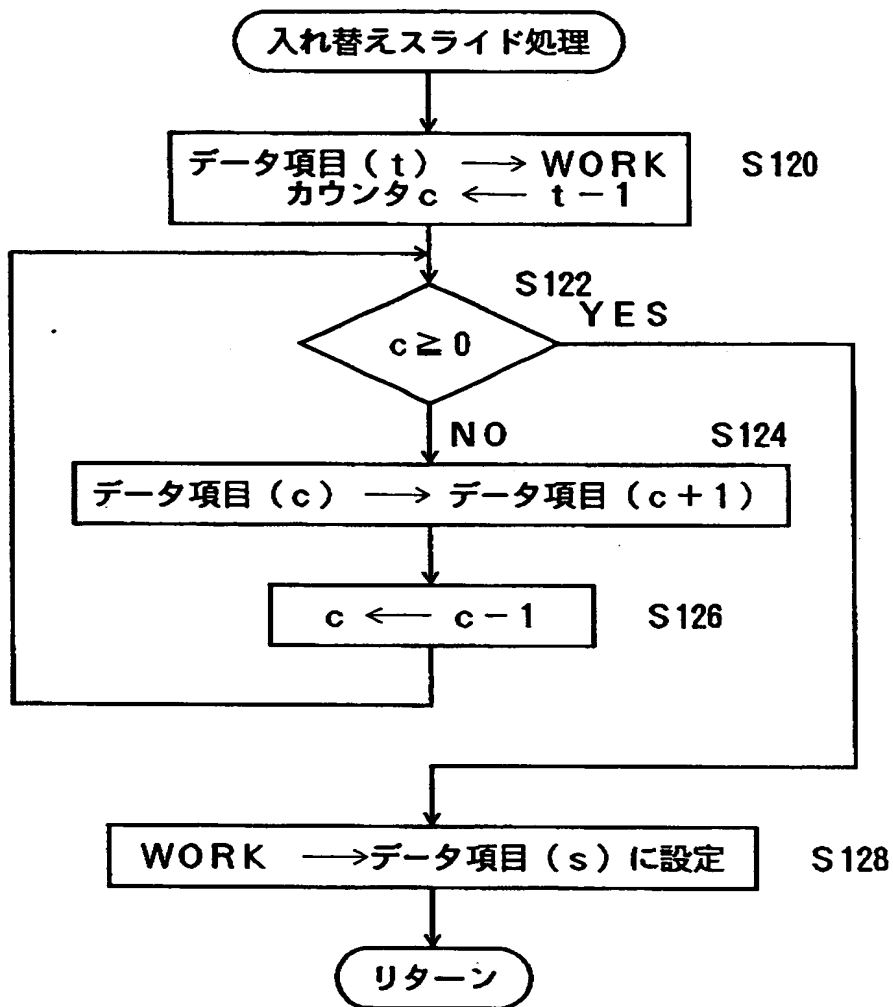 入れ替えスライド処理
データ項目(t) → WORK
カウンタc ← t-1
S120
S122
YES
c≧0
NO
S124
データ項目(c) → データ項目(c+1)
c ← c-1
S126
WORK →データ項目(s)に設定
S128
リターン